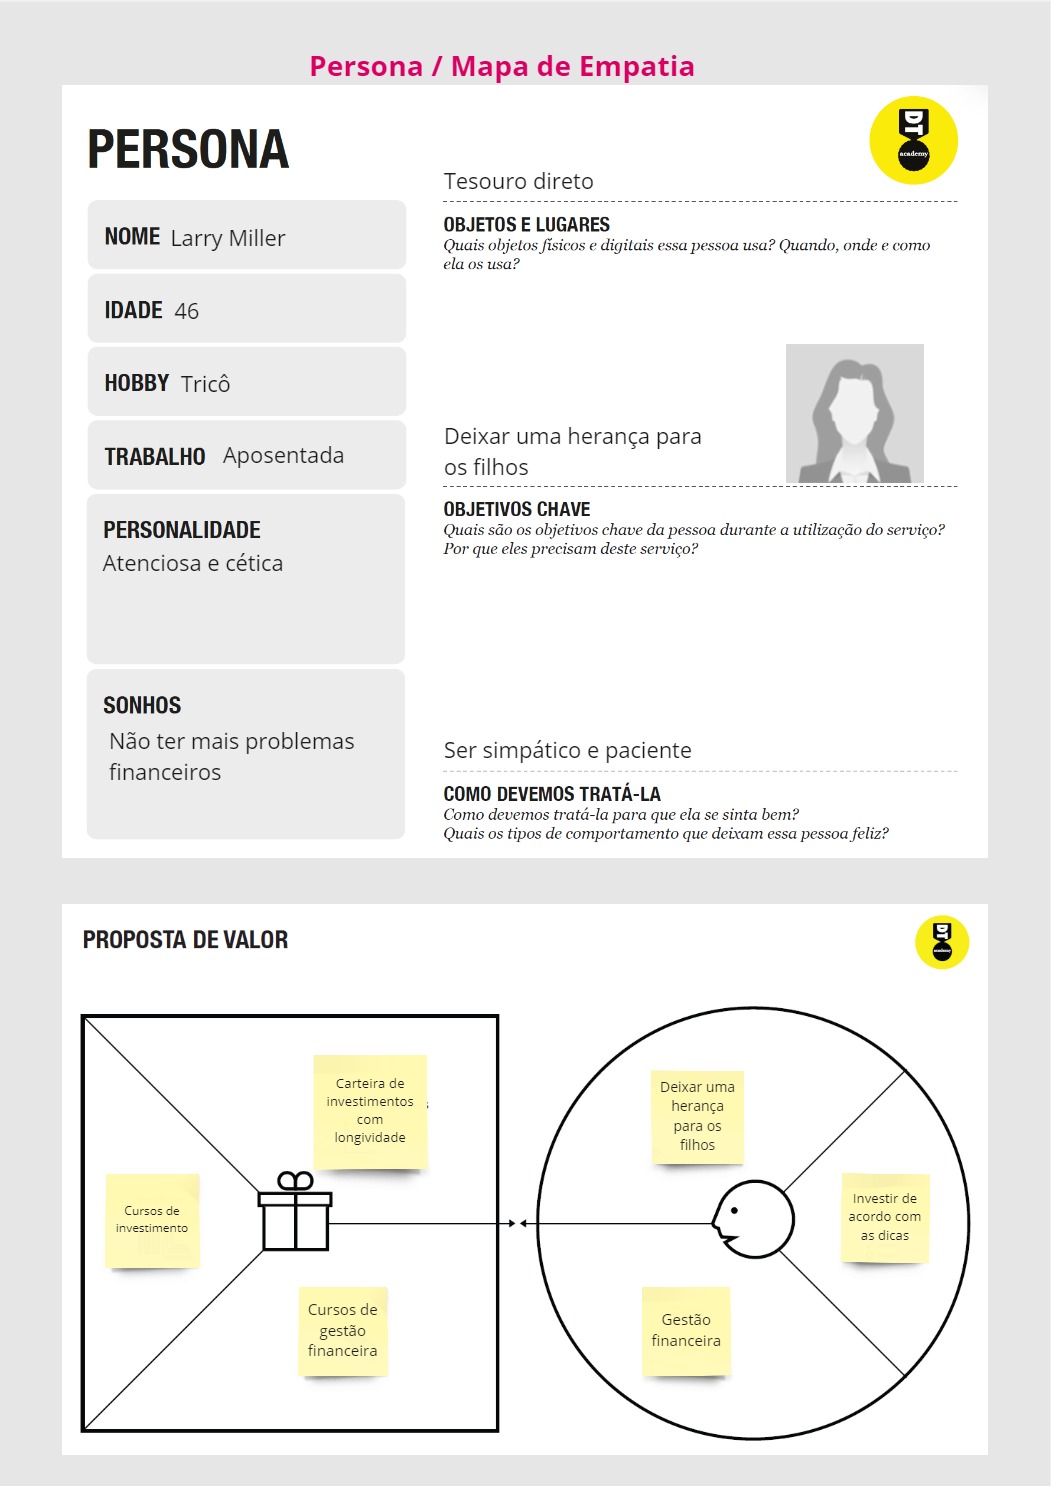 Persona / Mapa de Empatia
PERSONA
DT
academy
NOME Larry Miller
IDADE 46
HOBBY Tricô
TRABALHO Aposentada
PERSONALIDADE
Atenciosa e cética
SONHOS
Não ter mais problemas
financeiros
Tesouro direto
OBJETOS E LUGARES
Quais objetos físicos e digitais essa pessoa usa? Quando, onde e como
ela os usa?
Deixar uma herança para
os filhos
OBJETIVOS CHAVE
Quais são os objetivos chave da pessoa durante a utilização do serviço?
Por que eles precisam deste serviço?
Ser simpático e paciente
COMO DEVEMOS TRATÁ-LA
Como devemos tratá-la para que ela se sinta bem?
Quais os tipos de comportamento que deixam essa pessoa feliz?
PROPOSTA DE VALOR
DT
academy
Carteira de
investimentos
com
longividade
Cursos de
investimento
Cursos de
gestão
financeira
Deixar uma
herança
para os
filhos
Investir de
acordo com
as dicas
Gestão
financeira